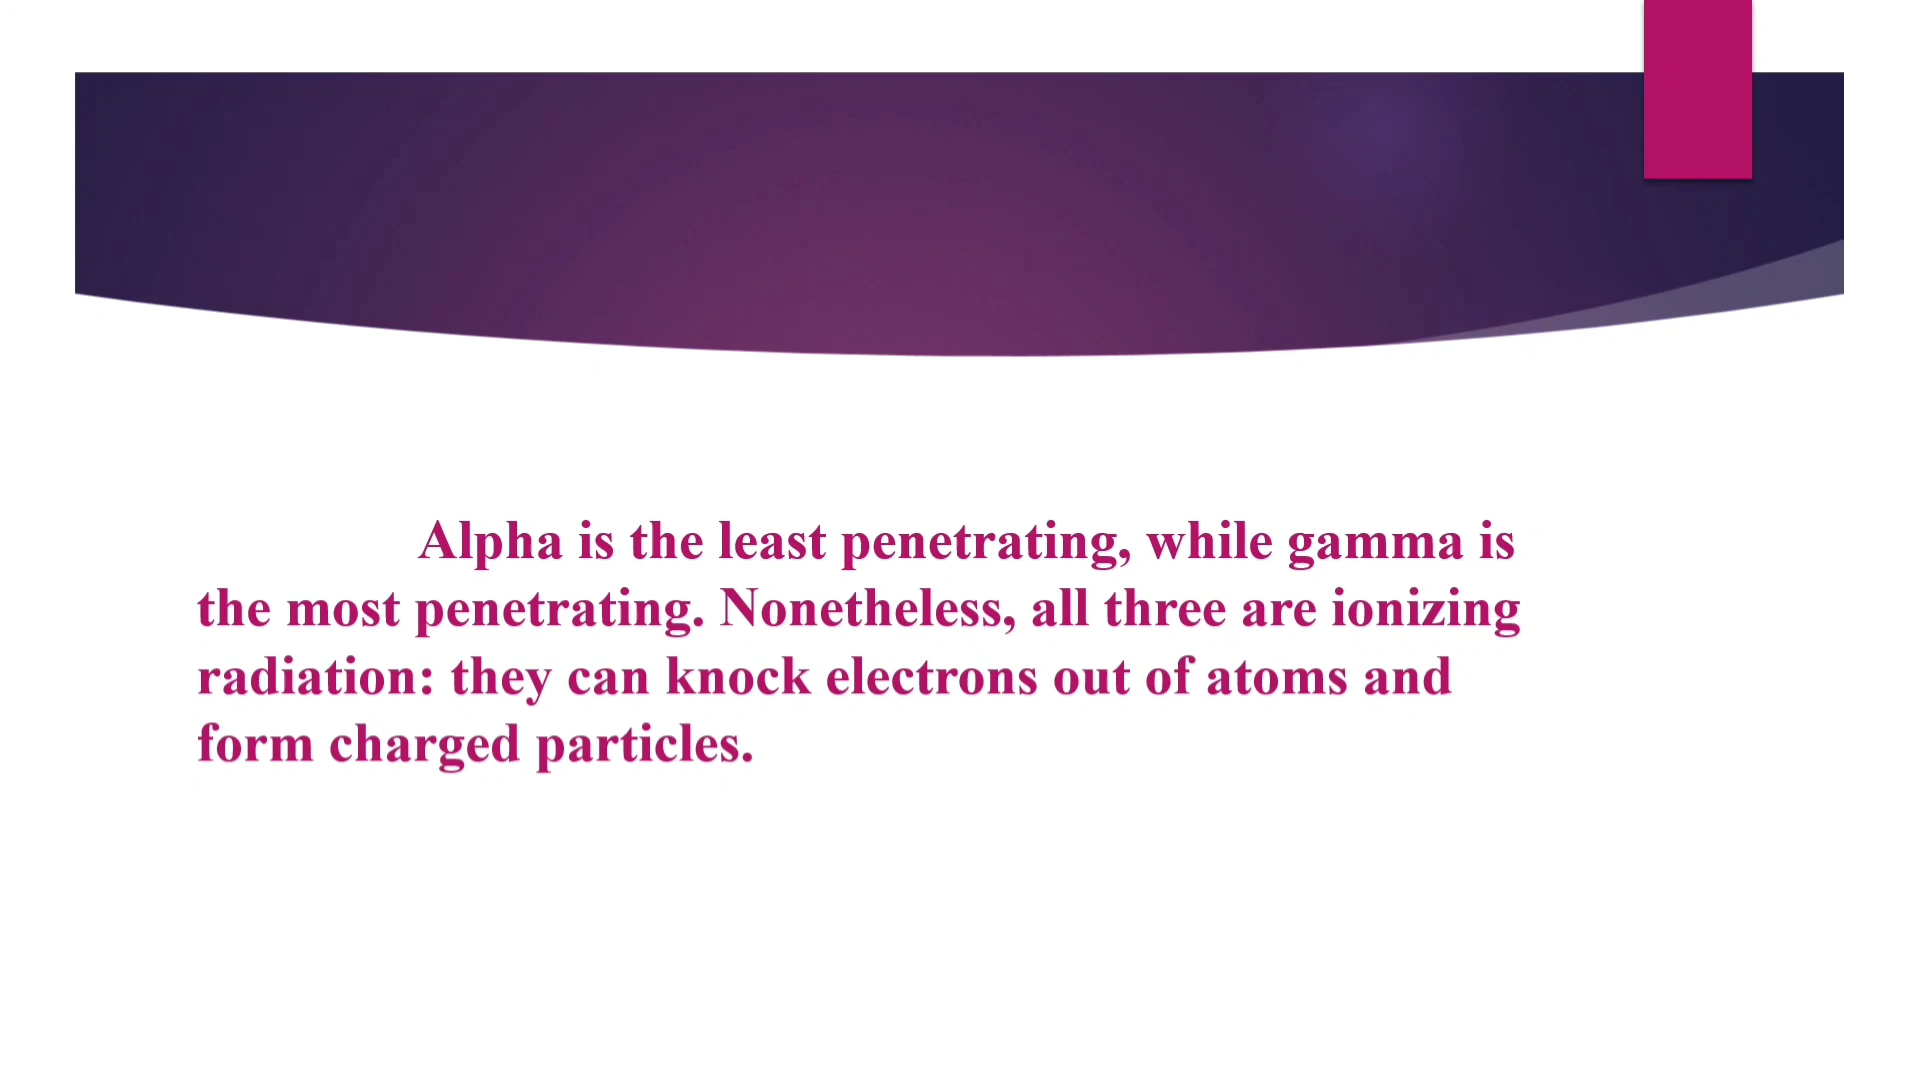 Alpha is the least penetrating, while gamma is
the most penetrating. Nonetheless, all three are ionizing
radiation: they can knock electrons out of atoms and
form charged particles.